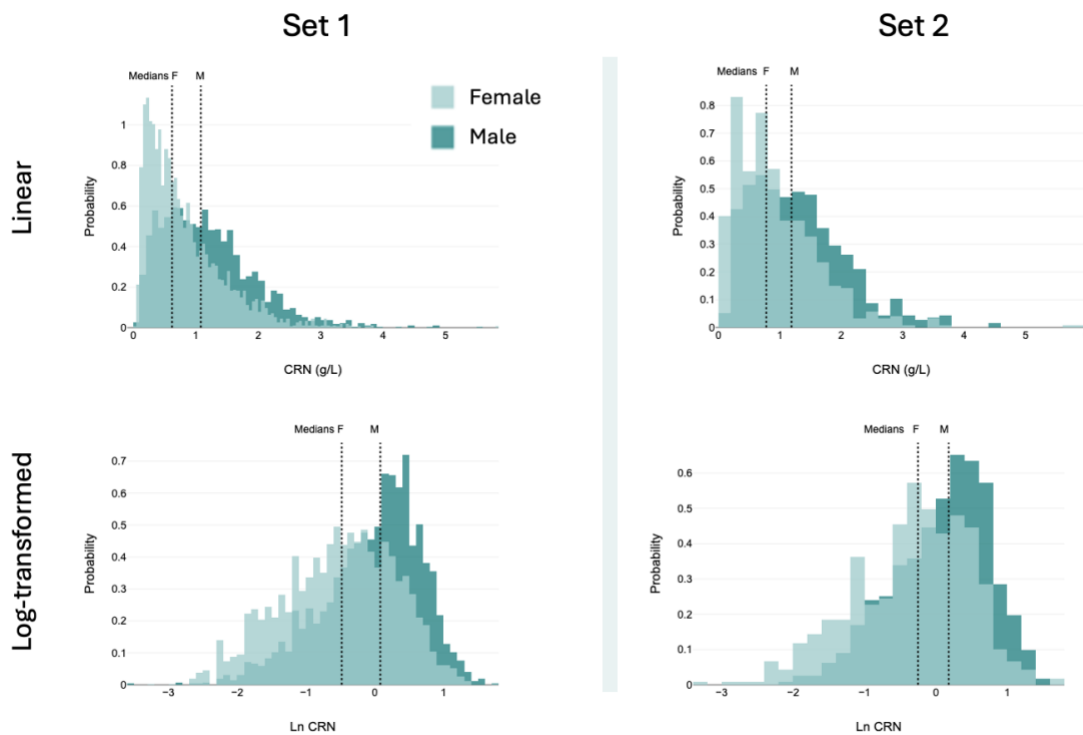 Set 1
Set 2
Linear
Medians F M
Female
Male
Probability
1
0.8
0.6
0.4
0.2
0
0 1 2 3 4 5
CRN (g/L)
Medians F M
Probability
0.8
0.7
0.6
0.5
0.4
0.3
0.2
0.1
0
0 1 2 3 4 5
CRN (g/L)
Log-transformed
Medians F M
Probability
0.7
0.6
0.5
0.4
0.3
0.2
0.1
0
−3 −2 −1 0 1
Ln CRN
Medians F M
Probability
0.6
0.5
0.4
0.3
0.2
0.1
0
−3 −2 −1 0 1
Ln CRN